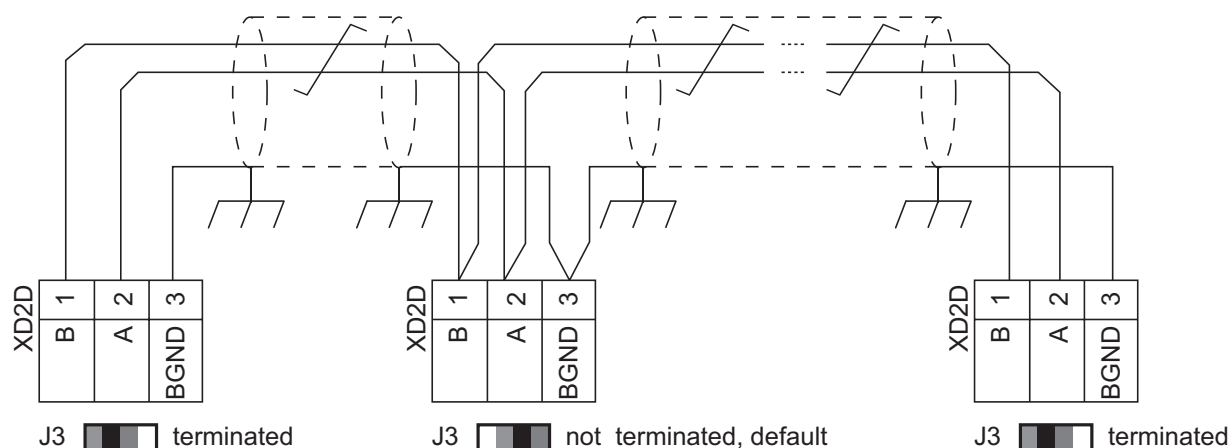 XD2D
1 2 3
B A BGND
XD2D
1 2 3
B A BGND
XD2D
1 2 3
B A BGND
J3 terminated
J3 not terminated, default
J3 terminated